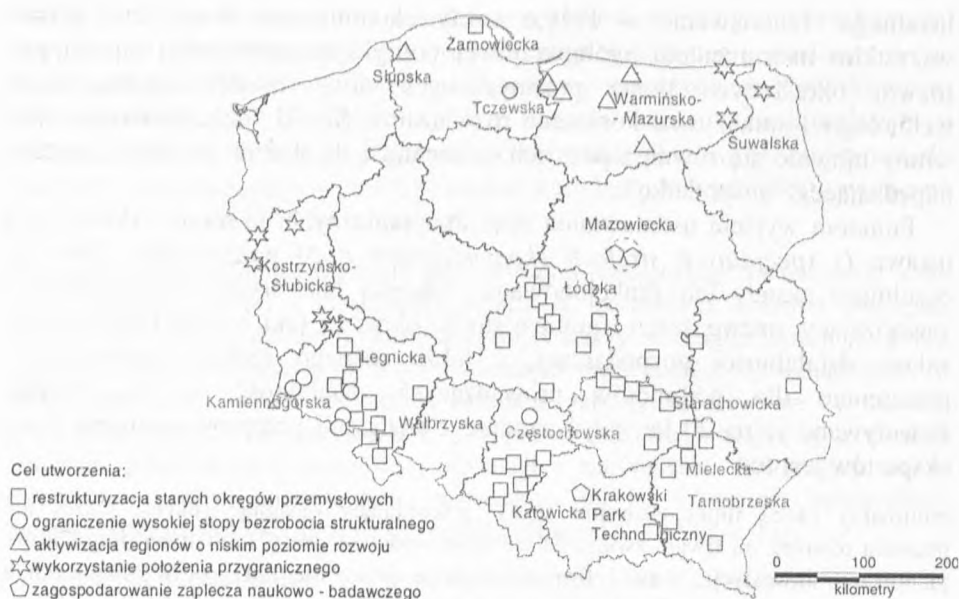 Żarnowiecka
Słupska
Tczewska
Warmińsko-
Mazurska
Suwalska
Mazowiecka
Kostrzyńsko-
Słubicka
Łódzka
Legnicka
Kamiennogórska
Wałbrzyska
Częstochowska
Starachowicka
Mielecka
Tarnobrzeska
Katowicka
Krakowski
Park
Technologiczny
Cel utworzenia:
restrukturyzacja starych okręgów przemysłowych
ograniczenie wysokiej stopy bezrobocia strukturalnego
aktywizacja regionów o niskim poziomie rozwoju
wykorzystanie położenia przygranicznego
zagospodarowanie zaplecza naukowo - badawczego
0 100 200
kilometry